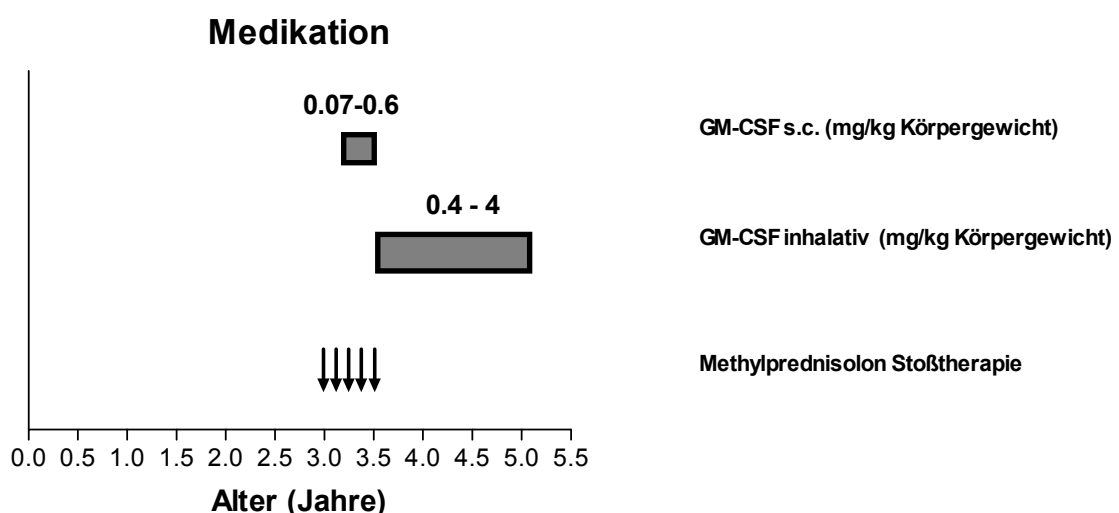 Medikation
0.07-0.6
GM-CSF s.c. (mg/kg Körpergewicht)
0.4 - 4
GM-CSF inhalativ (mg/kg Körpergewicht)
Methylprednisolon Stoßtherapie
0.0 0.5 1.0 1.5 2.0 2.5 3.0 3.5 4.0 4.5 5.0 5.5
Alter (Jahre)